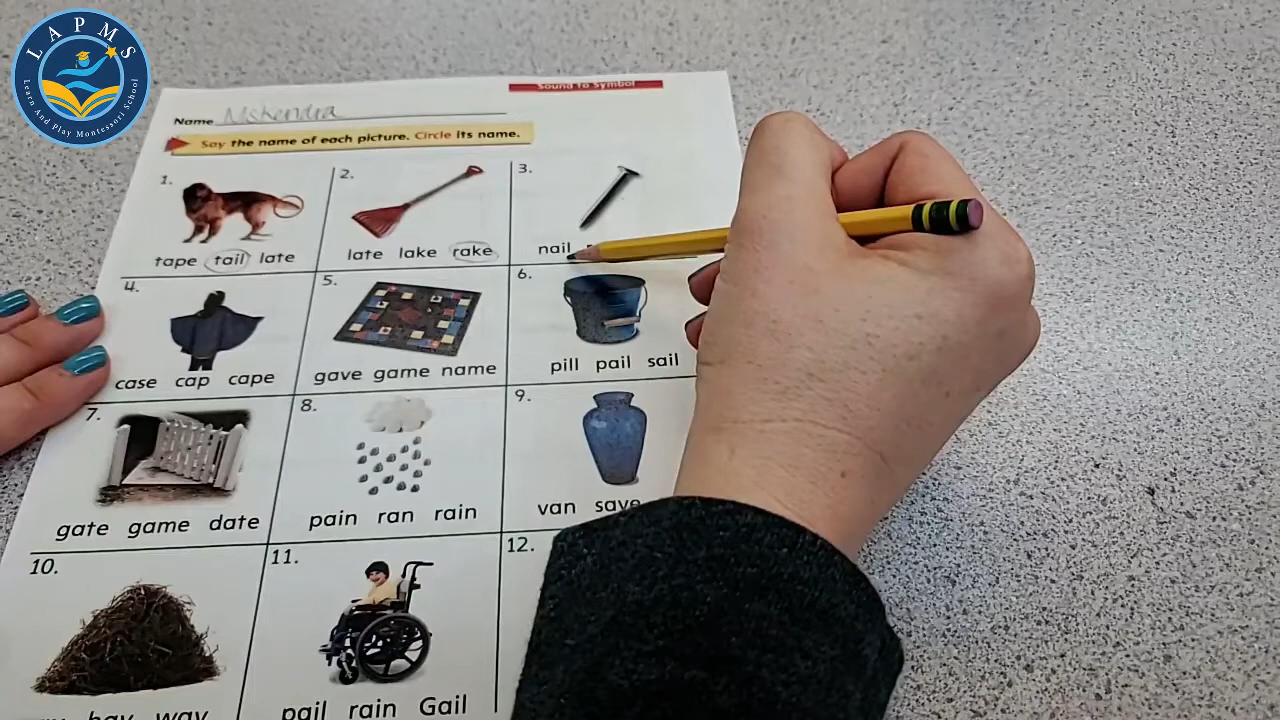 LAPMS
Learn And Play Montessori School
Sound to Symbol
Name MsKendra
Say the name of each picture. Circle its name.
1. 2. 3.
tape tail late late lake rake nail
4. 5. 6.
case cap cape gave game name pill pail sail
7. 8. 9.
gate game date pain ran rain van save
10. 11. 12.
hay way pail rain Gail